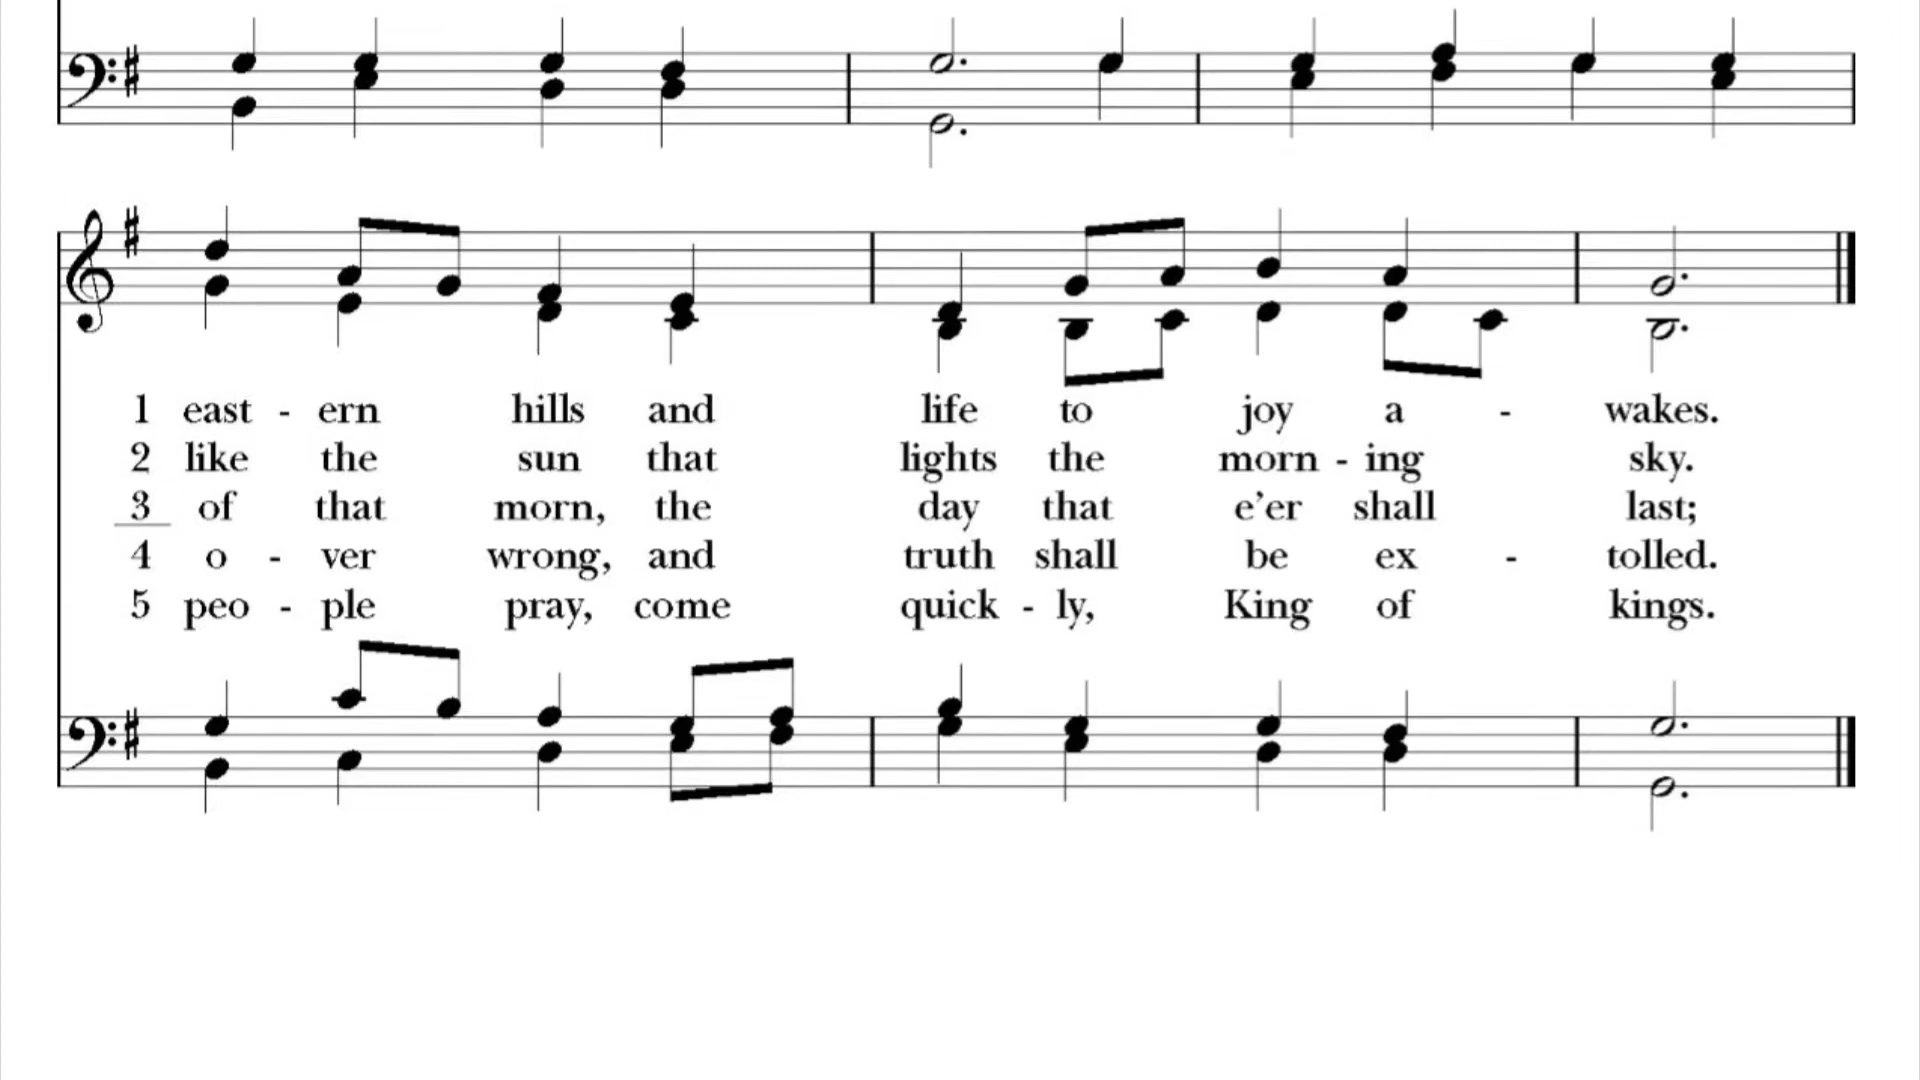 1 east - ern hills and life to joy a - wakes.
2 like the sun that lights the morn - ing sky.
3 of that morn, the day that e’er shall last;
4 o - ver wrong, and truth shall be ex - tolled.
5 peo - ple pray, come quick - ly, King of kings.